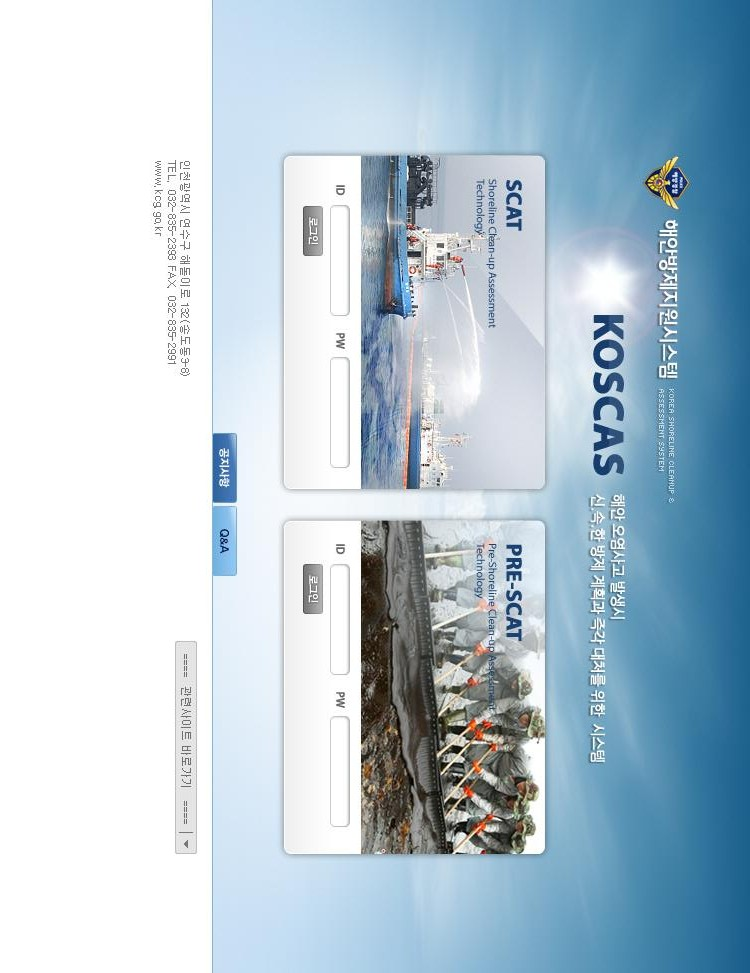 해안방제지원시스템
KOREA SHORELINE CLEANUP &
ASSESSMENT SYSTEM
KOSCAS
해안 오염사고 발생시
신.속.한 방제 계획과 즉각 대처를 위한 시스템
SCAT
Shoreline Clean-up Assessment
Technology
ID
PW
로그인
PRE-SCAT
Pre-Shoreline Clean-up Assessment
Technology
ID
PW
로그인
공지사항
Q&A
인천광역시 연수구 해돋이로 132(송도동3-8)
TEL. 032-835-2393 FAX. 032-835-2991
www.kcg.go.kr
==== 관련사이트 바로가기 ====